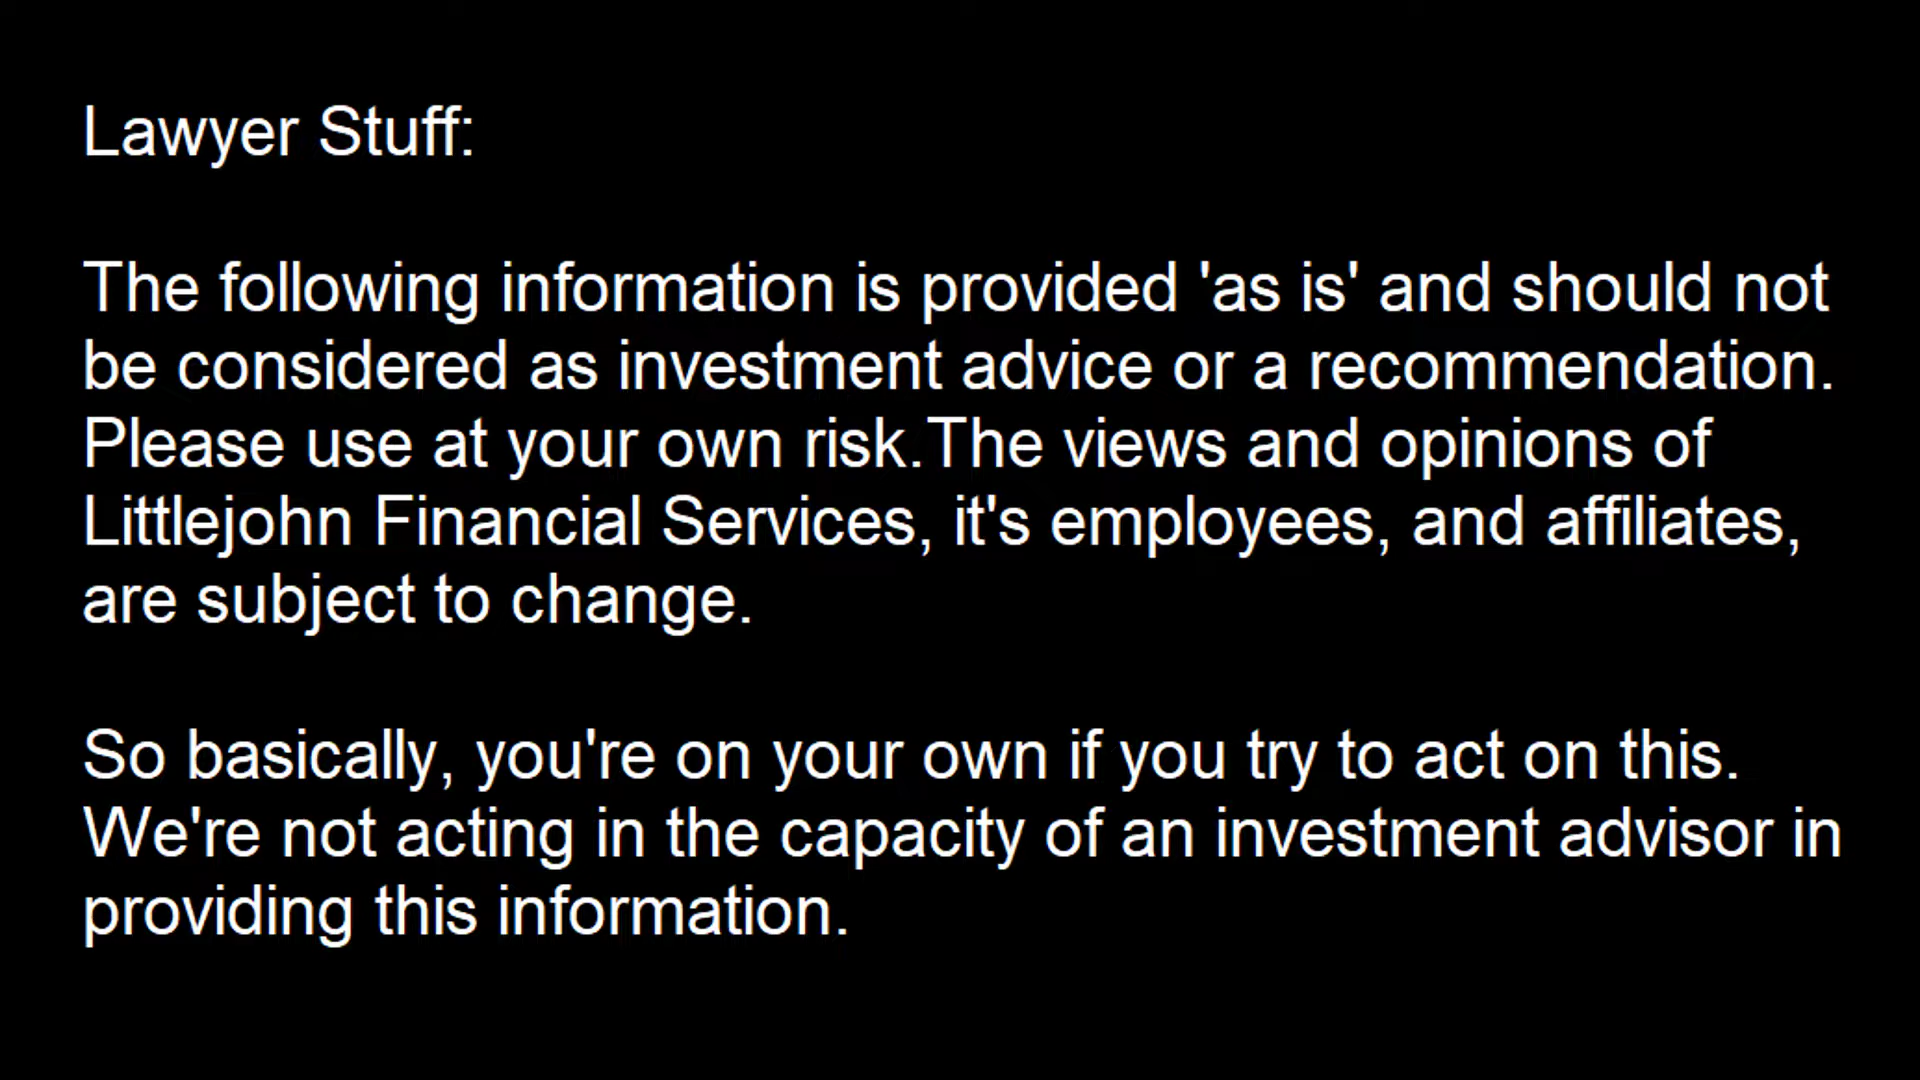 Lawyer Stuff:
The following information is provided 'as is' and should not
be considered as investment advice or a recommendation.
Please use at your own risk.The views and opinions of
Littlejohn Financial Services, it's employees, and affiliates,
are subject to change.
So basically, you're on your own if you try to act on this.
We're not acting in the capacity of an investment advisor in
providing this information.